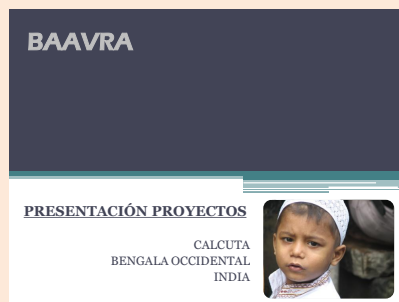 BAAVRA
PRESENTACIÓN PROYECTOS
CALCUTA
BENGALA OCCIDENTAL
INDIA